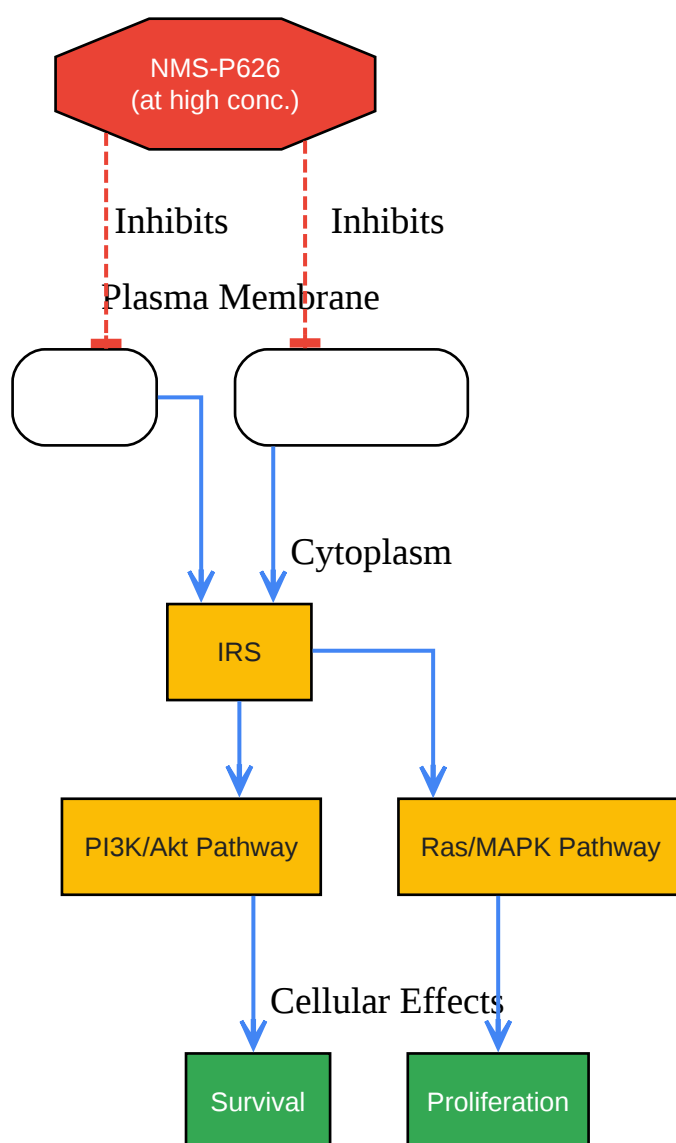 NMS-P626
(at high conc.)
Inhibits
Inhibits
Plasma Membrane
Cytoplasm
IRS
PI3K/Akt Pathway
Ras/MAPK Pathway
Cellular Effects
Survival
Proliferation